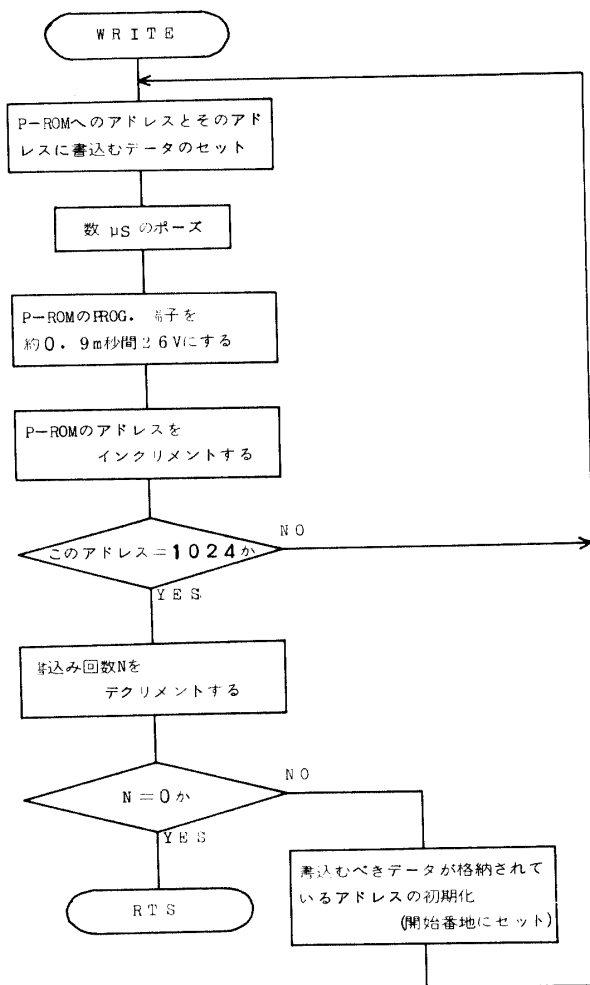 WRITE
P-ROMへのアドレスとそのアド
レスに書込むデータのセット
数 μS のポーズ
P-ROMのPROG. 端子を
約0.9m秒間26Vにする
P-ROMのアドレスを
インクリメントする
このアドレス=1024か
NO
YES
書込み回数Nを
デクリメントする
N=0か
NO
YES
書込むべきデータが格納されて
いるアドレスの初期化
(開始番地にセット)
RTS